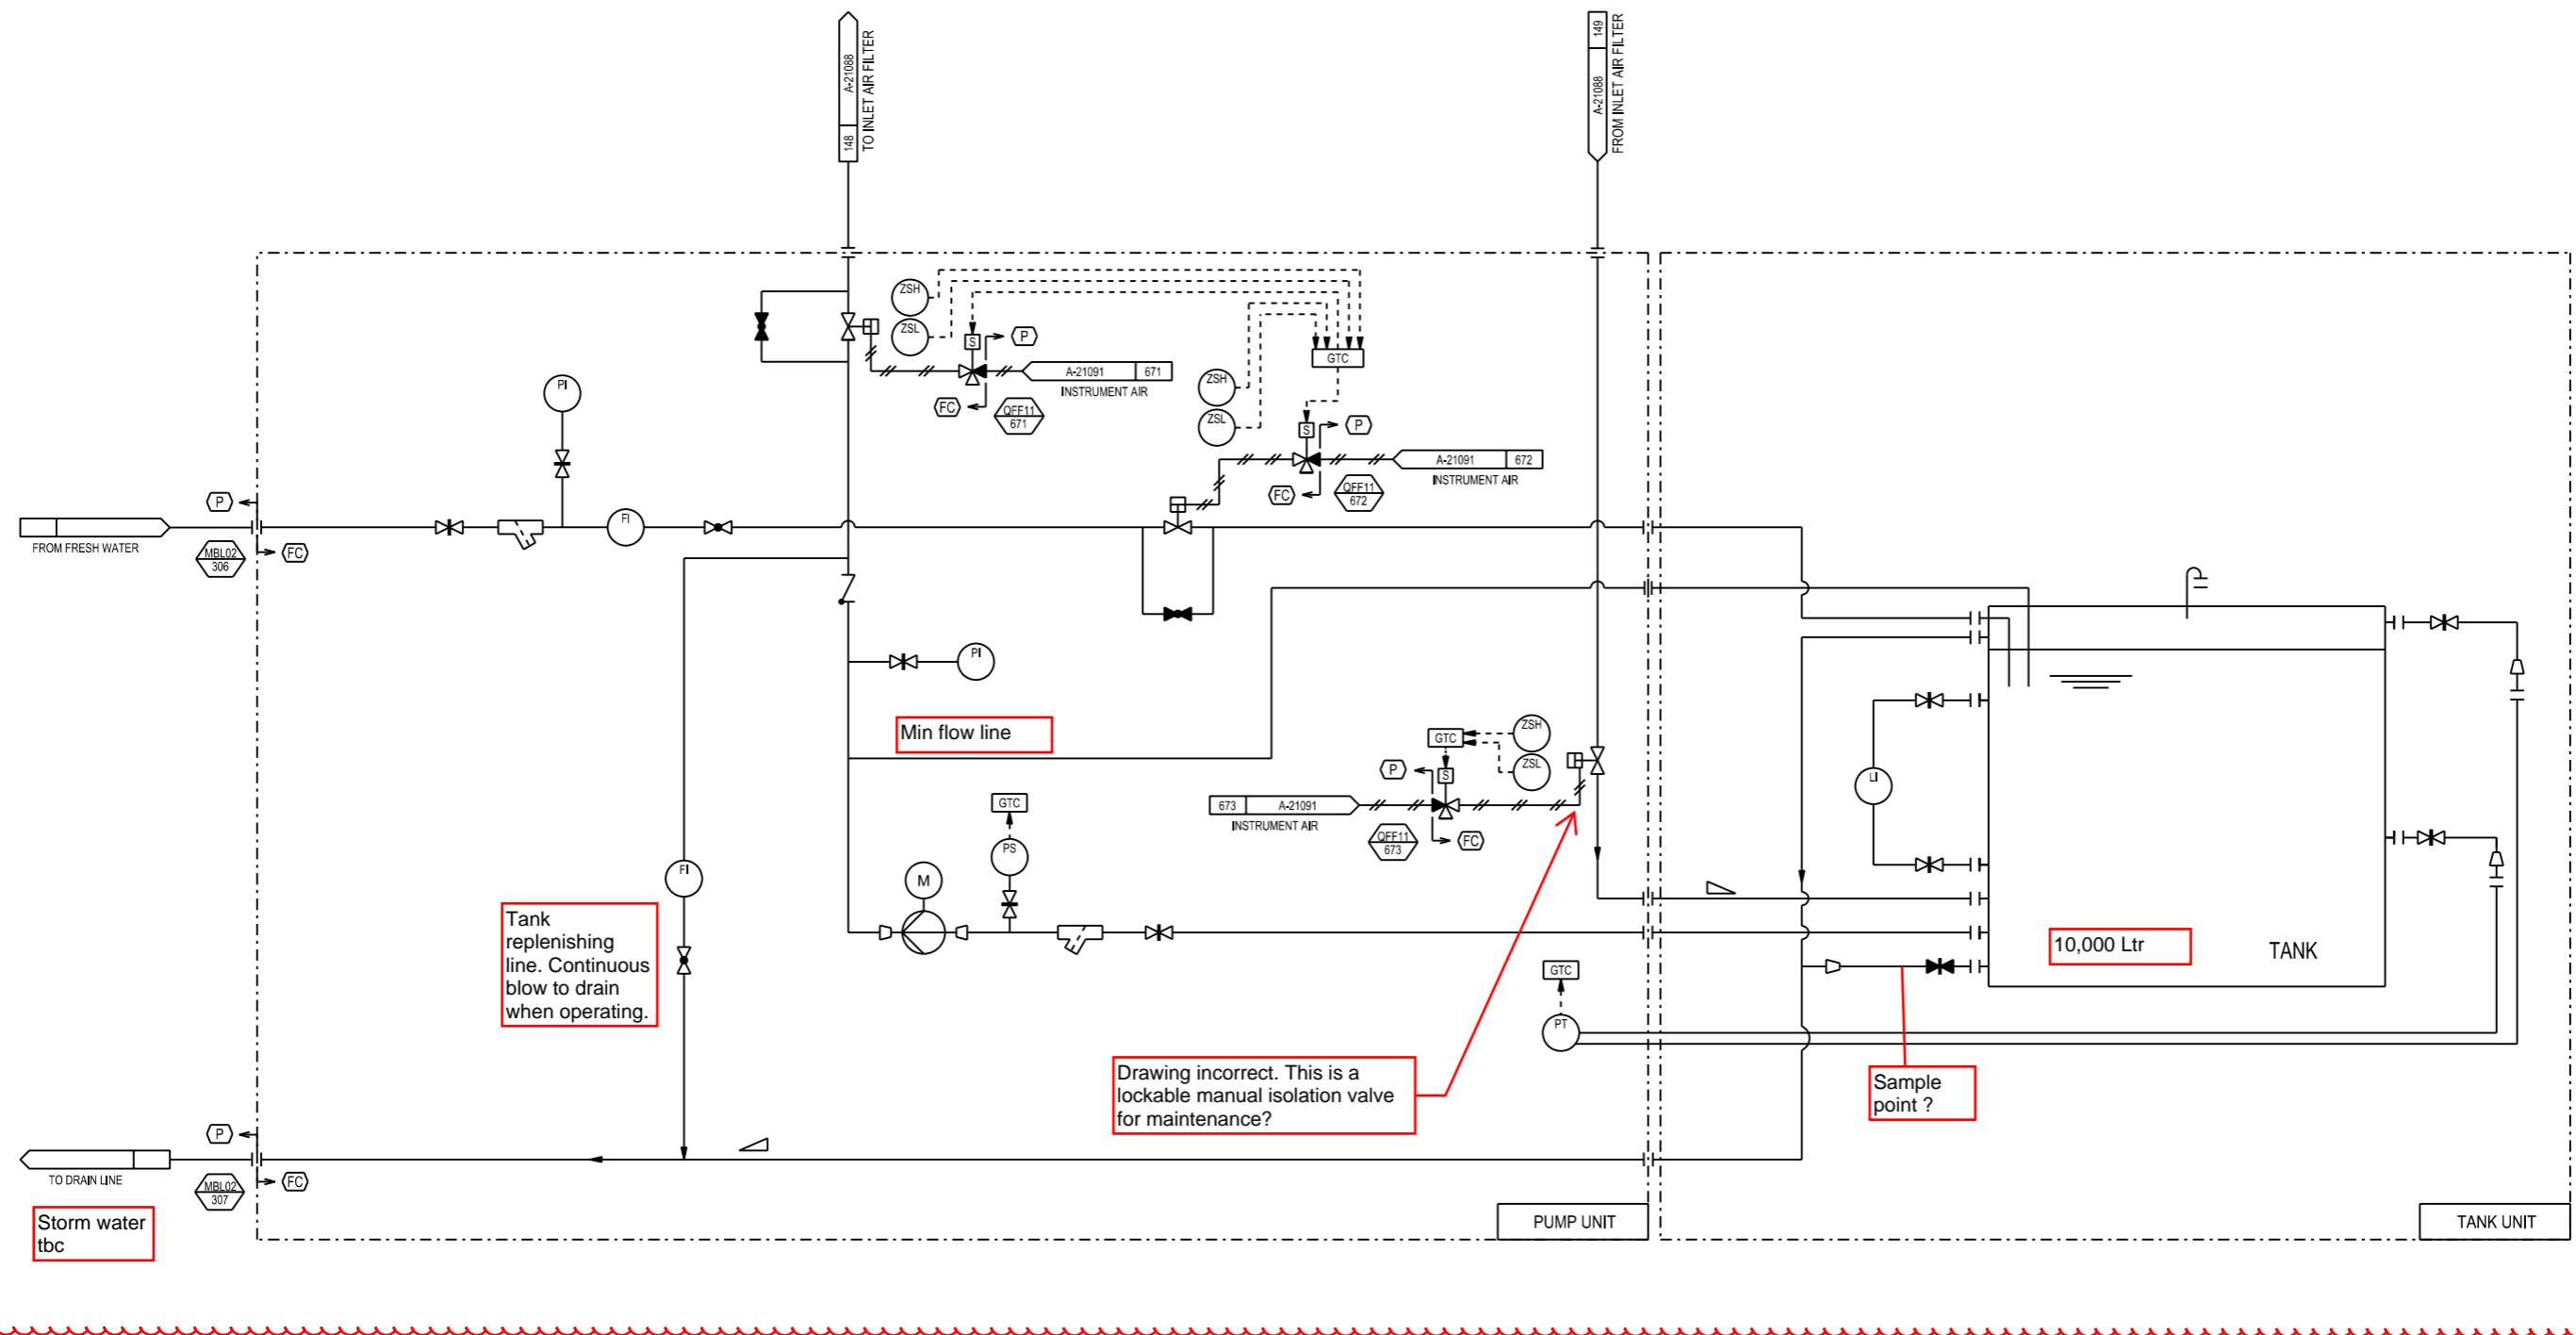 A-21088
148
TO INLET AIR FILTER
149
A-21088
FROM INLET AIR FILTER
ZSH
ZSL
S
P
A-21091 671
INSTRUMENT AIR
FC
QFF11
671
GTC
ZSH
ZSL
S
P
A-21091 672
INSTRUMENT AIR
FC
QFF11
672
PI
P
FROM FRESH WATER
MBL02
306
FC
FI
PI
Min flow line
GTC
ZSH
ZSL
P
S
673 A-21091
INSTRUMENT AIR
QFF11
673
FC
LI
GTC
PS
M
FI
Tank
replenishing
line. Continuous
blow to drain
when operating.
10,000 Ltr
TANK
GTC
PT
Drawing incorrect. This is a
lockable manual isolation valve
for maintenance?
Sample
point ?
P
TO DRAIN LINE
MBL02
307
FC
Storm water
tbc
PUMP UNIT
TANK UNIT